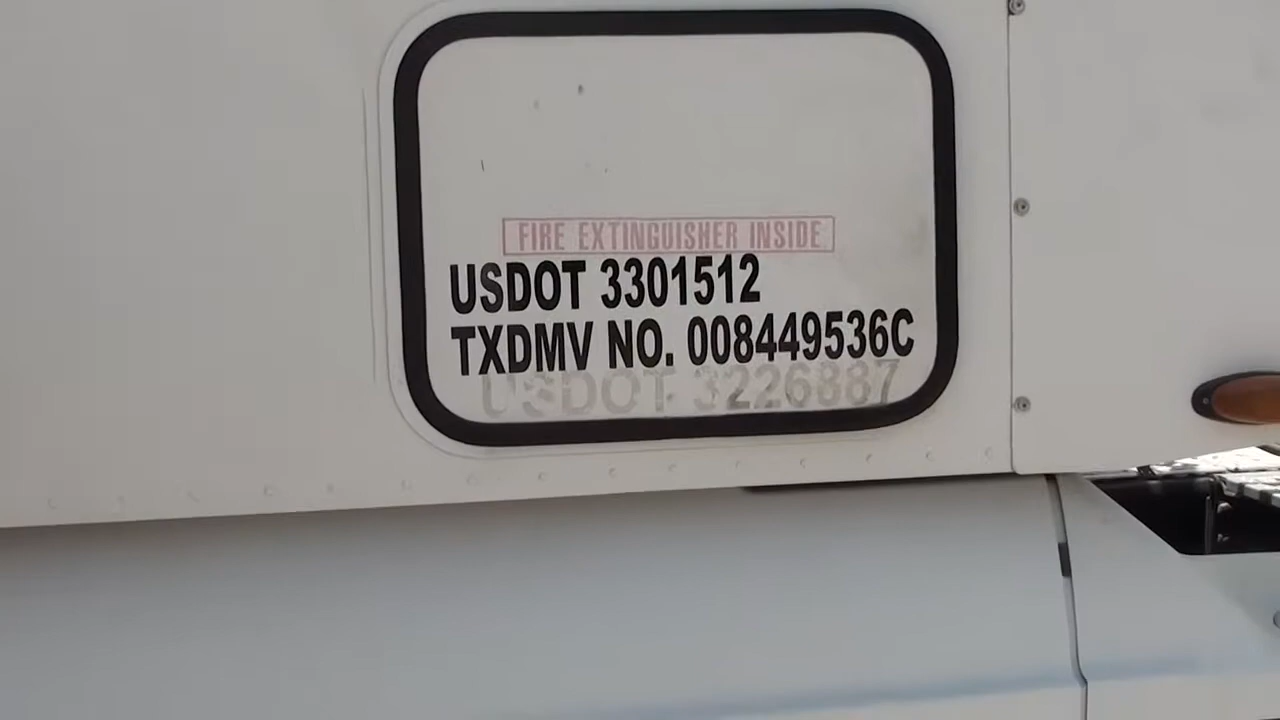 FIRE EXTINGUISHER INSIDE
USDOT 3301512
TXDMV NO. 008449536C
USDOT 3226887